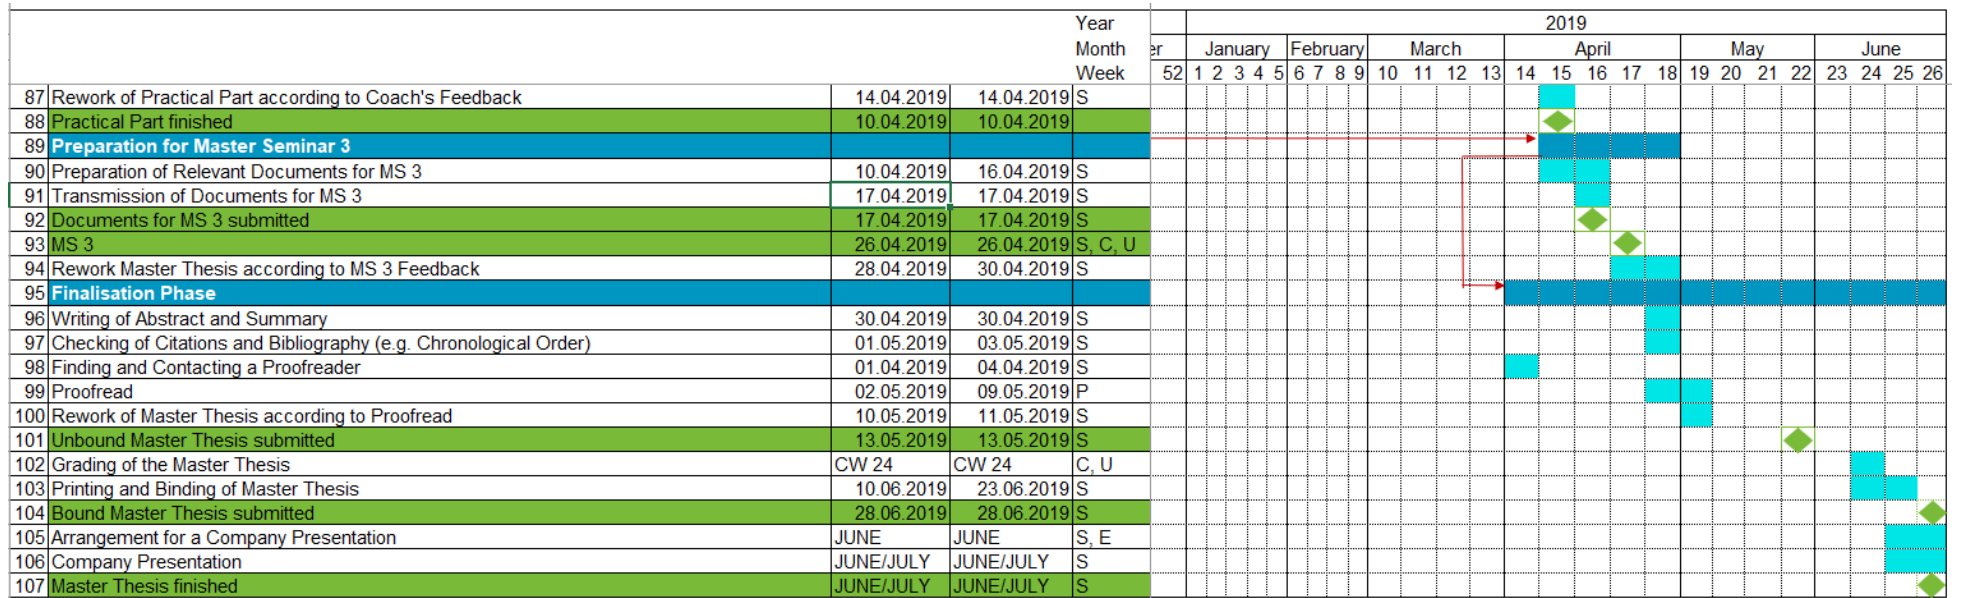 Year 2019
Month er January February March April May June
Week 52 1 2 3 4 5 6 7 8 9 10 11 12 13 14 15 16 17 18 19 20 21 22 23 24 25 26
87 Rework of Practical Part according to Coach's Feedback 14.04.2019 14.04.2019 S
88 Practical Part finished 10.04.2019 10.04.2019
89 Preparation for Master Seminar 3
90 Preparation of Relevant Documents for MS 3 10.04.2019 16.04.2019 S
91 Transmission of Documents for MS 3 17.04.2019 17.04.2019 S
92 Documents for MS 3 submitted 17.04.2019 17.04.2019 S
93 MS 3 26.04.2019 26.04.2019 S, C, U
94 Rework Master Thesis according to MS 3 Feedback 28.04.2019 30.04.2019 S
95 Finalisation Phase
96 Writing of Abstract and Summary 30.04.2019 30.04.2019 S
97 Checking of Citations and Bibliography (e.g. Chronological Order) 01.05.2019 03.05.2019 S
98 Finding and Contacting a Proofreader 01.04.2019 04.04.2019 S
99 Proofread 02.05.2019 09.05.2019 P
100 Rework of Master Thesis according to Proofread 10.05.2019 11.05.2019 S
101 Unbound Master Thesis submitted 13.05.2019 13.05.2019 S
102 Grading of the Master Thesis CW 24 CW 24 C, U
103 Printing and Binding of Master Thesis 10.06.2019 23.06.2019 S
104 Bound Master Thesis submitted 28.06.2019 28.06.2019 S
105 Arrangement for a Company Presentation JUNE JUNE S, E
106 Company Presentation JUNE/JULY JUNE/JULY S
107 Master Thesis finished JUNE/JULY JUNE/JULY S